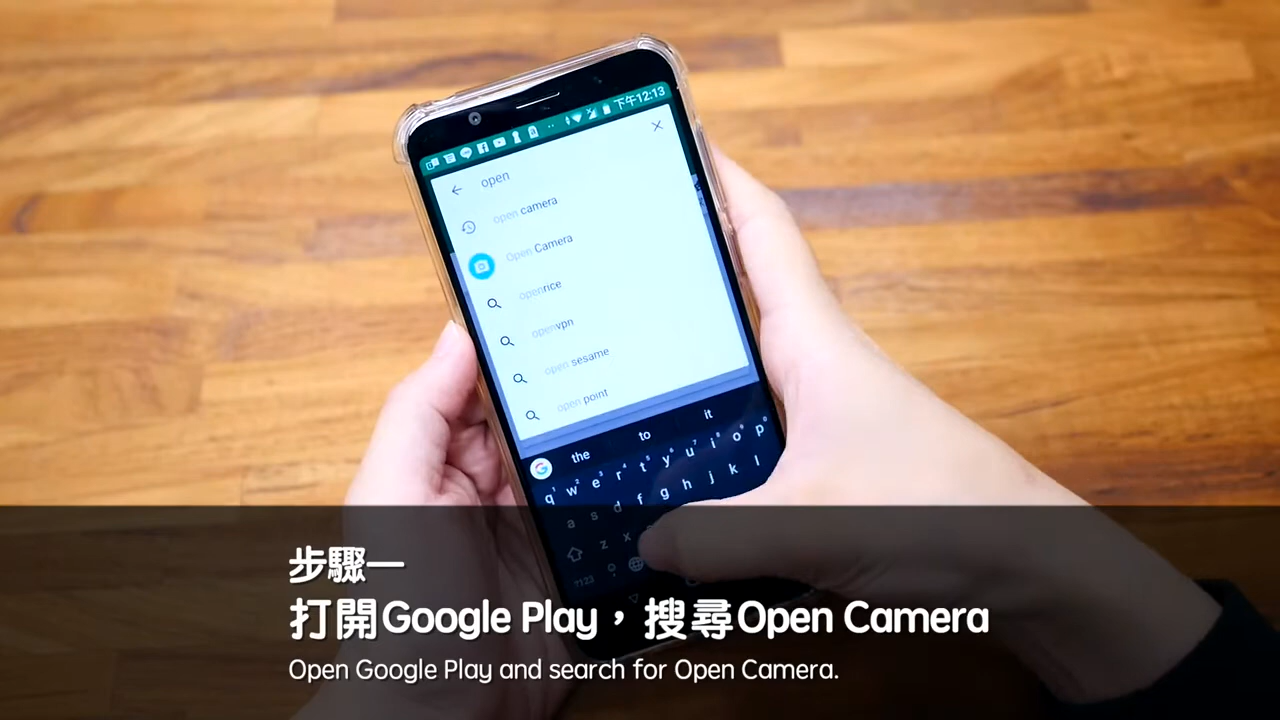 下午12:13
open
open camera
Open Camera
openrice
openvpn
open sesame
open point
the to it
q w e r t y u i o p
a s d f g h j k l
z x
?123
步驟一
打開Google Play，搜尋Open Camera
Open Google Play and search for Open Camera.